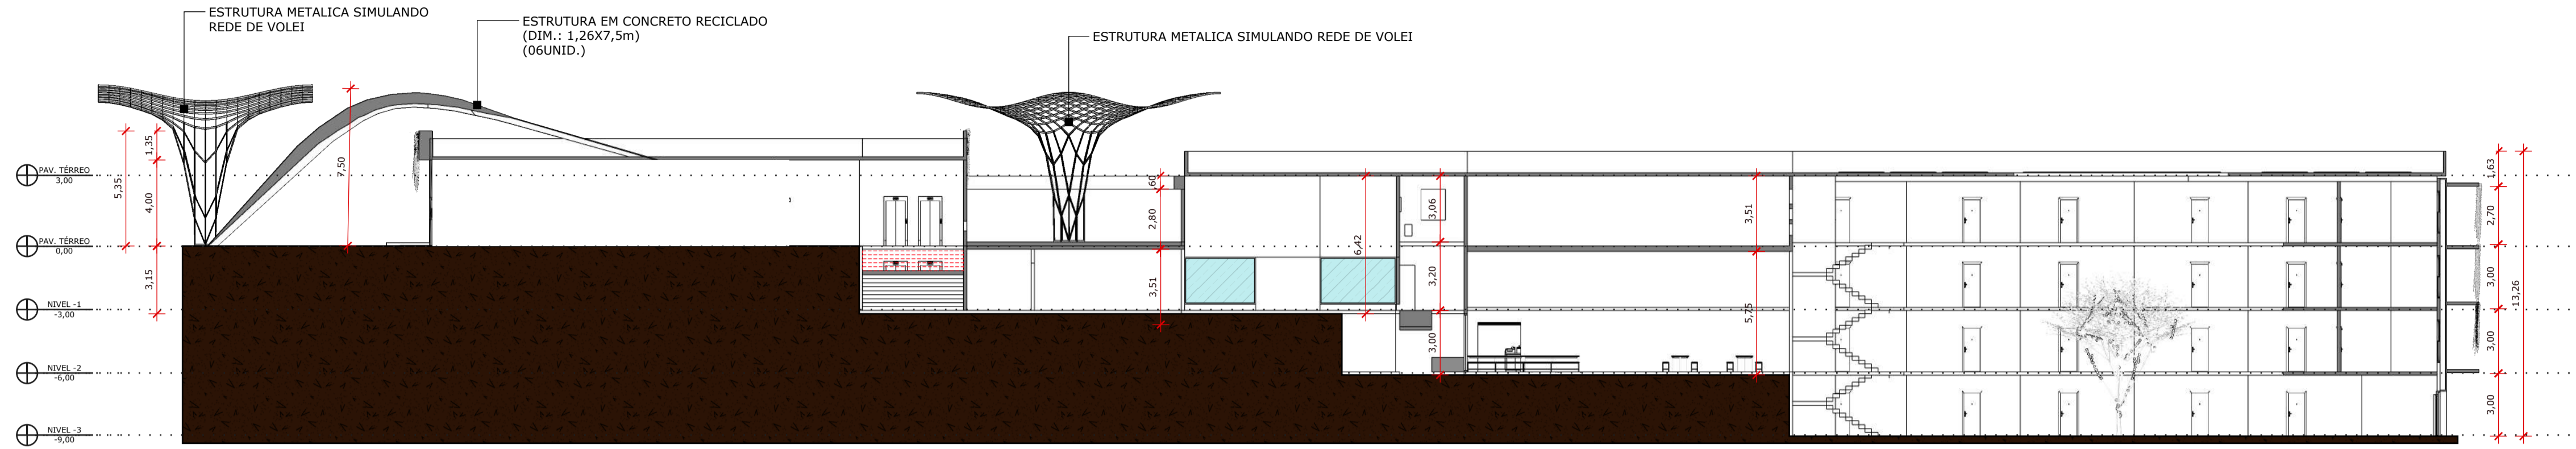 ESTRUTURA METALICA SIMULANDO
REDE DE VOLEI
ESTRUTURA EM CONCRETO RECICLADO
(DIM.: 1,26X7,5m)
(06UNID.)
ESTRUTURA METALICA SIMULANDO REDE DE VOLEI
PAV. TÉRREO
3,00
PAV. TÉRREO
0,00
NIVEL -1
-3,00
NIVEL -2
-6,00
NIVEL -3
-9,00
5,35
1,35
4,00
3,15
7,50
,60
2,80
3,51
6,42
3,06
3,20
3,00
3,51
5,75
1,63
2,70
3,00
3,00
3,00
13,26